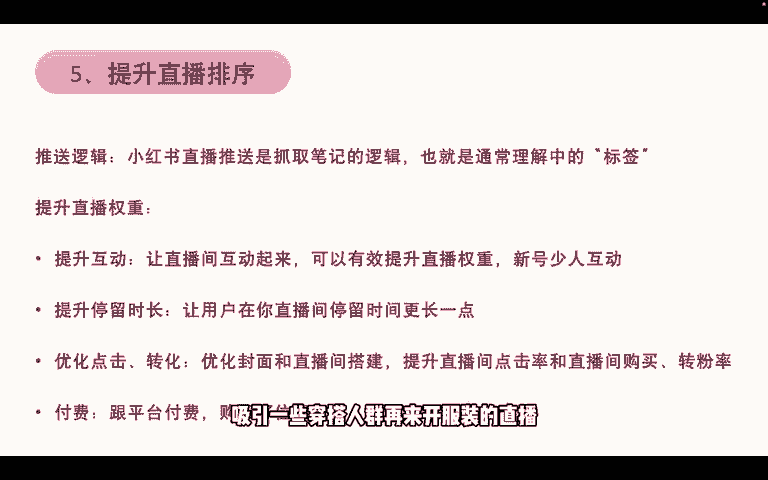 5、提升直播排序
推送逻辑：小红书直播推送是抓取笔记的逻辑，也就是通常理解中的“标签”
提升直播权重：
• 提升互动：让直播间互动起来，可以有效提升直播权重，新号少人互动
• 提升停留时长：让用户在你直播间停留时间更长一点
• 优化点击、转化：优化封面和直播间搭建，提升直播间点击率和直播间购买、转粉率
• 付费：跟平台付费，
吸引一些穿搭人群再来开服装的直播